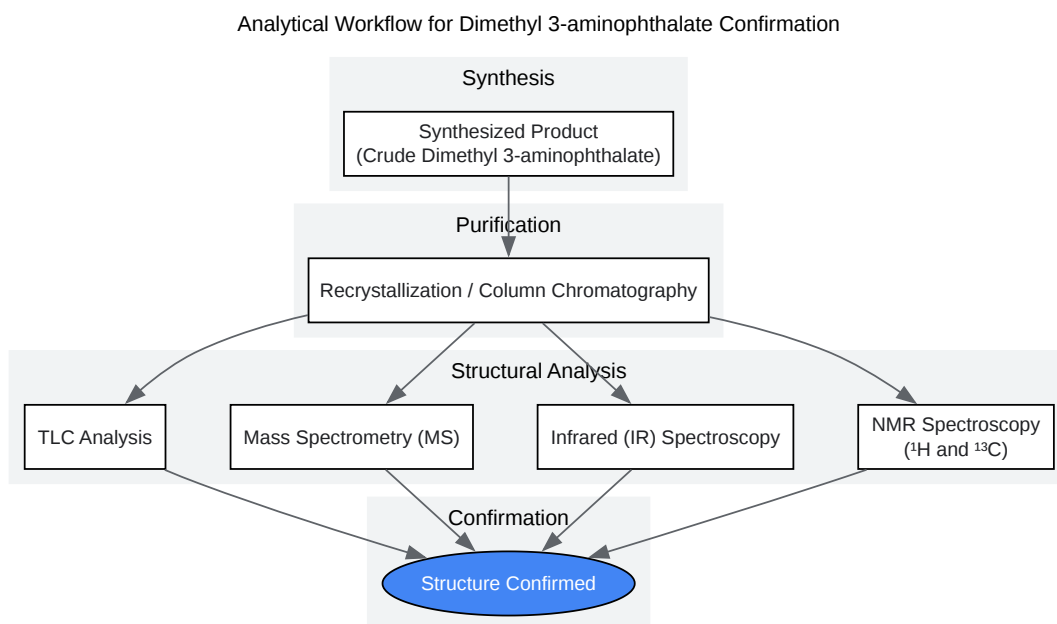 Analytical Workflow for Dimethyl 3-aminophthalate Confirmation
Synthesis
Synthesized Product
(Crude Dimethyl 3-aminophthalate)
Purification
Recrystallization / Column Chromatography
Structural Analysis
TLC Analysis
Mass Spectrometry (MS)
Infrared (IR) Spectroscopy
NMR Spectroscopy
(¹H and ¹³C)
Confirmation
Structure Confirmed